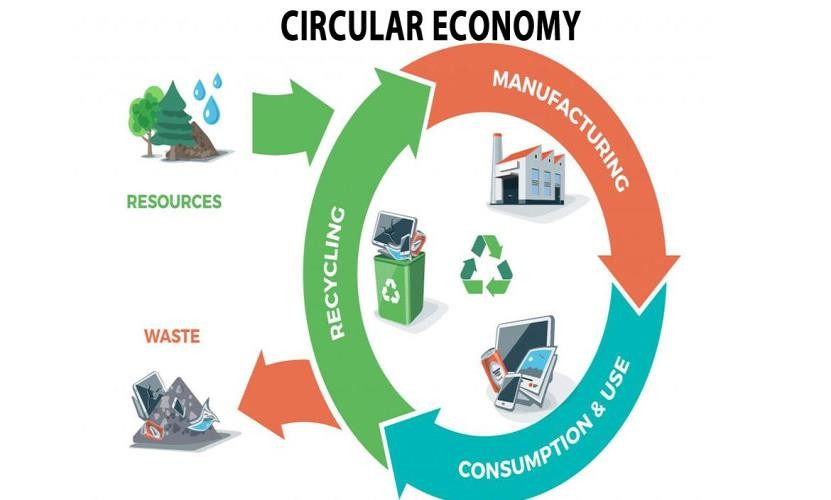 CIRCULAR ECONOMY
MANUFACTURING
RESOURCES
RECYCLING
WASTE
CONSUMPTION & USE